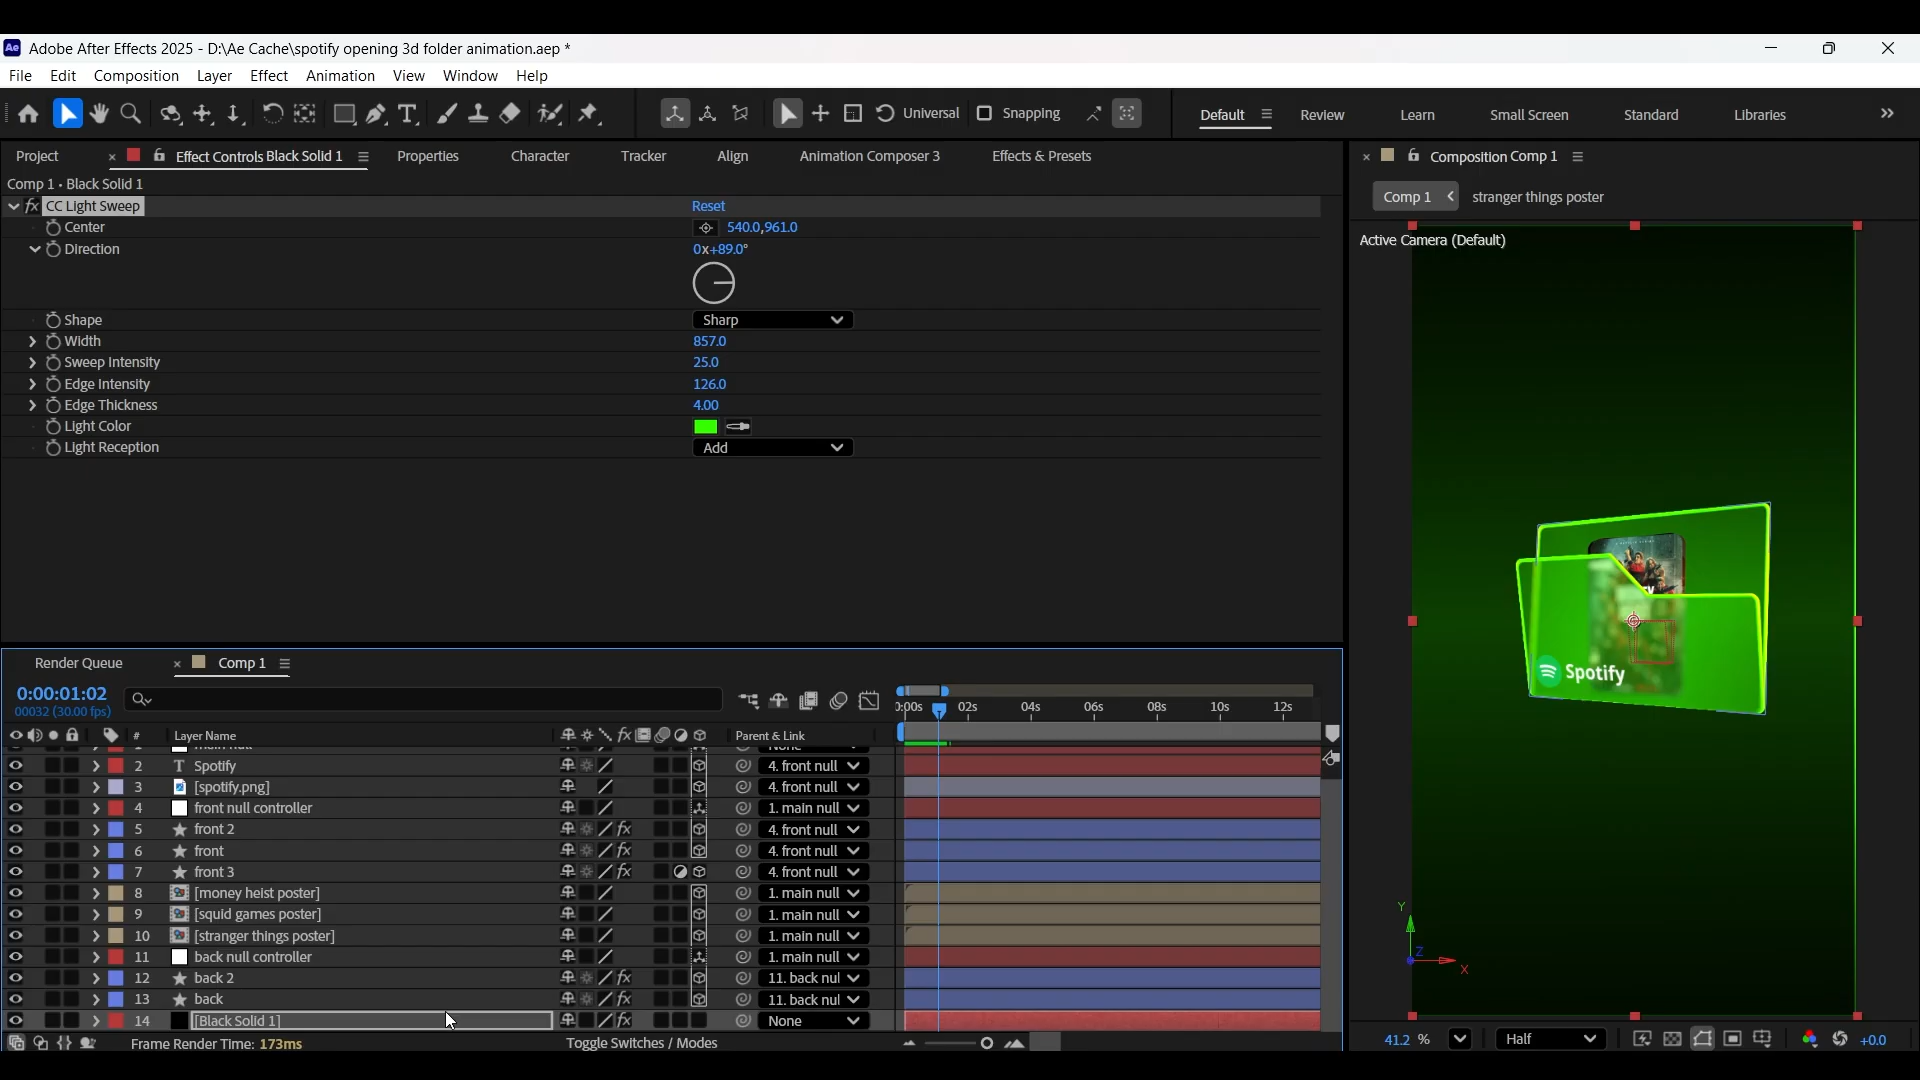 Ae Adobe After Effects 2025 - D:\Ae Cache\spotify opening 3d folder animation.aep *
File Edit Composition Layer Effect Animation View Window Help
Universal Snapping Default Review Learn Small Screen Standard Libraries
Project Effect Controls Black Solid 1 Properties Character Tracker Align Animation Composer 3 Effects & Presets
Comp 1 • Black Solid 1
fx CC Light Sweep Reset
Center 540.0,961.0
Direction 0x+89.0°
Shape Sharp
Width 857.0
Sweep Intensity 25.0
Edge Intensity 126.0
Edge Thickness 4.00
Light Color
Light Reception Add
Composition Comp 1
Comp 1 stranger things poster
Active Camera (Default)
Spotify
Y
Z
X
41.2 % Half +0.0
Render Queue Comp 1
0:00:01:02
00032 (30.00 fps)
0:00s 02s 04s 06s 08s 10s 12s
# Layer Name fx Parent & Link
2 T Spotify 4. front null
3 [spotify.png] 4. front null
4 front null controller 1. main null
5 front 2 fx 4. front null
6 front fx 4. front null
7 front 3 fx 4. front null
8 [money heist poster] 1. main null
9 [squid games poster] 1. main null
10 [stranger things poster] 1. main null
11 back null controller 1. main null
12 back 2 fx 11. back nul
13 back fx 11. back nul
14 [Black Solid 1] fx None
Frame Render Time: 173ms Toggle Switches / Modes